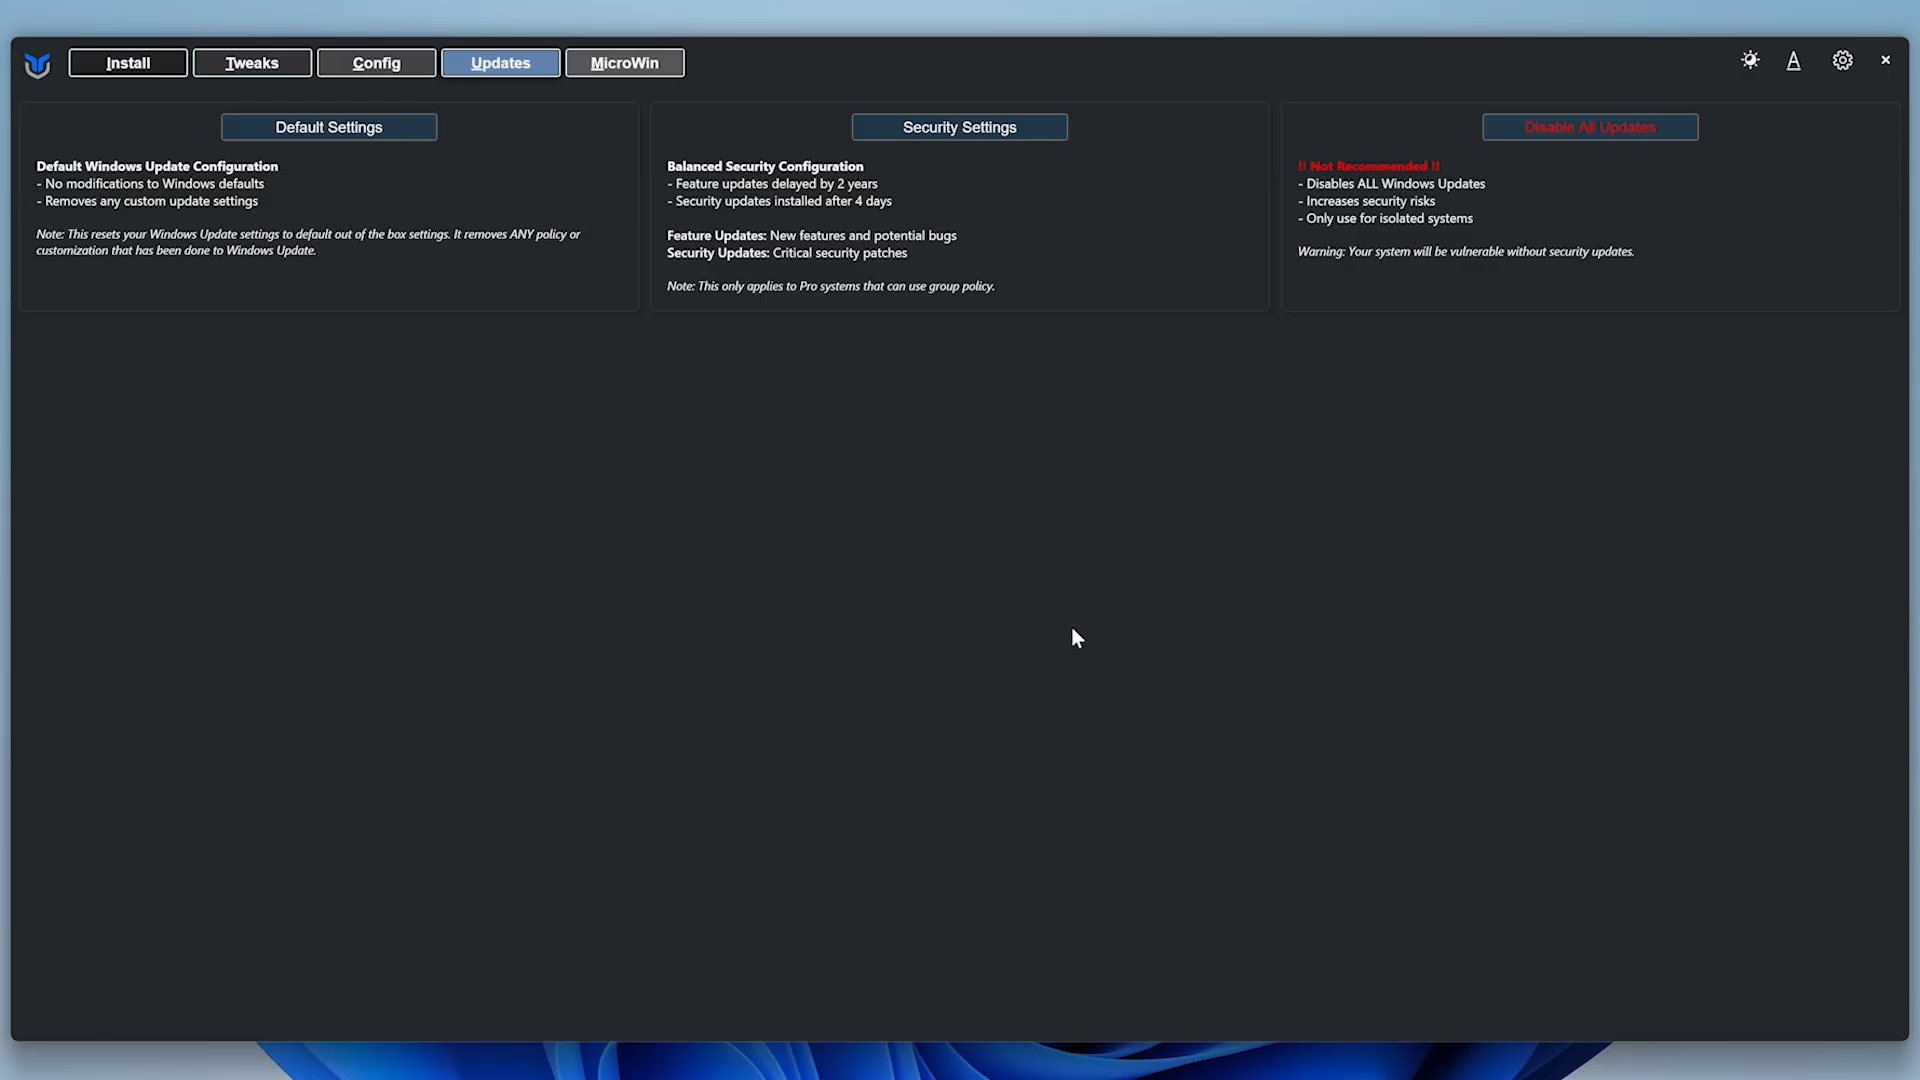 Install
Tweaks
Config
Updates
MicroWin
A
Default Settings
Default Windows Update Configuration
- No modifications to Windows defaults
- Removes any custom update settings
Note: This resets your Windows Update settings to default out of the box settings. It removes ANY policy or
customization that has been done to Windows Update.
Security Settings
Balanced Security Configuration
- Feature updates delayed by 2 years
- Security updates installed after 4 days
Feature Updates: New features and potential bugs
Security Updates: Critical security patches
Note: This only applies to Pro systems that can use group policy.
Disable All Updates
!! Not Recommended !!
- Disables ALL Windows Updates
- Increases security risks
- Only use for isolated systems
Warning: Your system will be vulnerable without security updates.